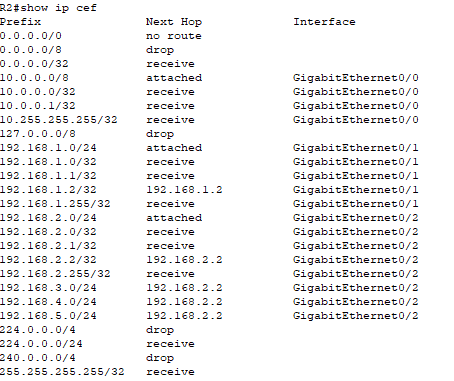 R2#show ip cef
Prefix Next Hop Interface
0.0.0.0/0 no route
0.0.0.0/8 drop
0.0.0.0/32 receive
10.0.0.0/8 attached GigabitEthernet0/0
10.0.0.0/32 receive GigabitEthernet0/0
10.0.0.1/32 receive GigabitEthernet0/0
10.255.255.255/32 receive GigabitEthernet0/0
127.0.0.0/8 drop
192.168.1.0/24 attached GigabitEthernet0/1
192.168.1.0/32 receive GigabitEthernet0/1
192.168.1.1/32 receive GigabitEthernet0/1
192.168.1.2/32 192.168.1.2 GigabitEthernet0/1
192.168.1.255/32 receive GigabitEthernet0/1
192.168.2.0/24 attached GigabitEthernet0/2
192.168.2.0/32 receive GigabitEthernet0/2
192.168.2.1/32 receive GigabitEthernet0/2
192.168.2.2/32 192.168.2.2 GigabitEthernet0/2
192.168.2.255/32 receive GigabitEthernet0/2
192.168.3.0/24 192.168.2.2 GigabitEthernet0/2
192.168.4.0/24 192.168.2.2 GigabitEthernet0/2
192.168.5.0/24 192.168.2.2 GigabitEthernet0/2
224.0.0.0/4 drop
224.0.0.0/24 receive
240.0.0.0/4 drop
255.255.255.255/32 receive